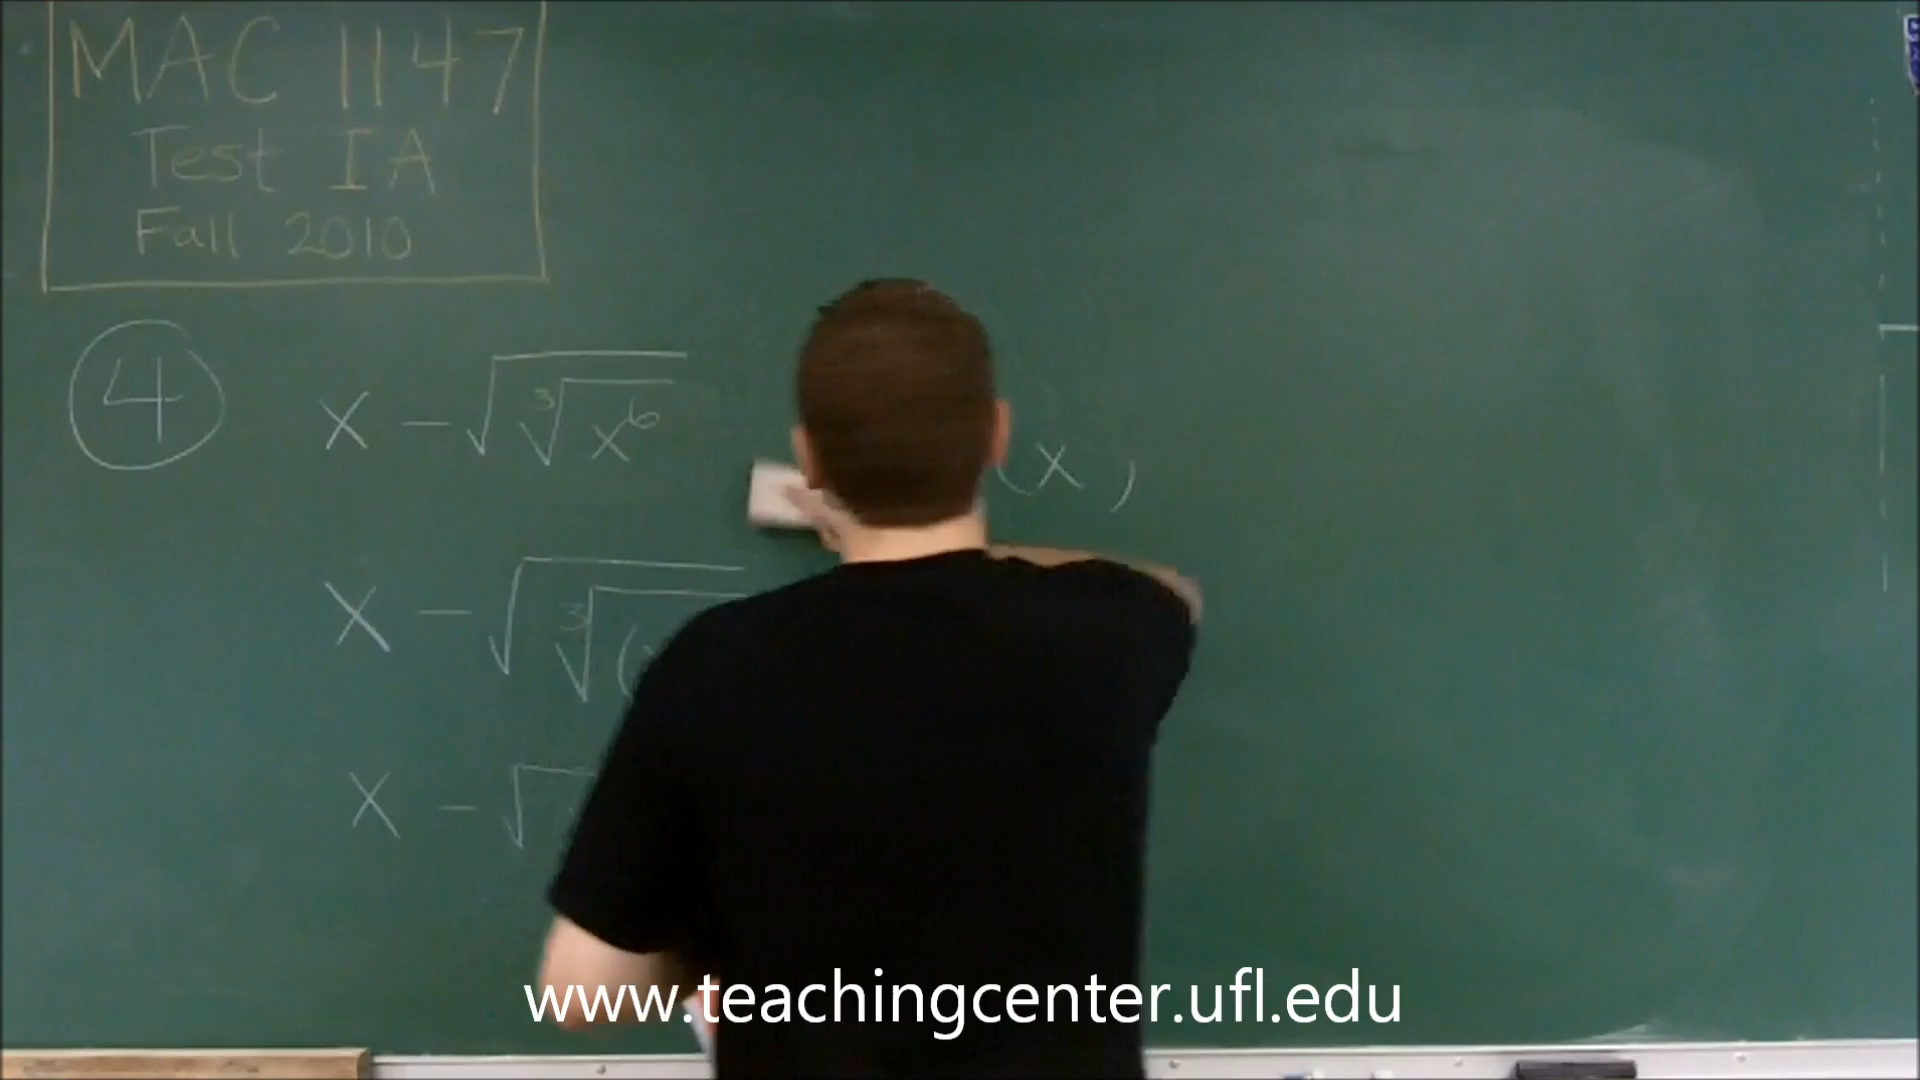 MAC 1147
Test IA
Fall 2010
④ x - √∛x⁶
(x )
x - √∛(
x - √
www.teachingcenter.ufl.edu